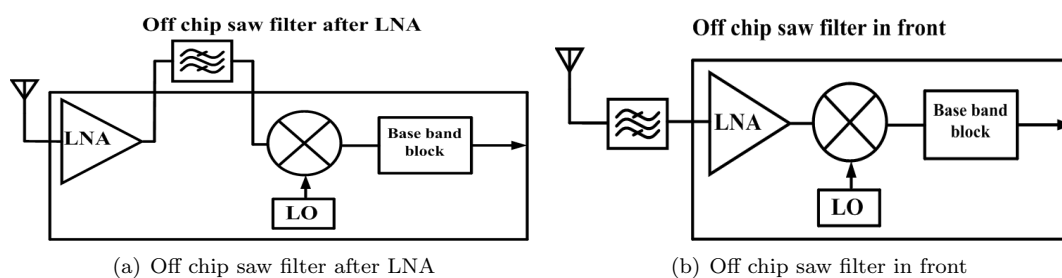 Off chip saw filter after LNA
LNA
LO
Base band
block
(a) Off chip saw filter after LNA
Off chip saw filter in front
LNA
LO
Base band
block
(b) Off chip saw filter in front